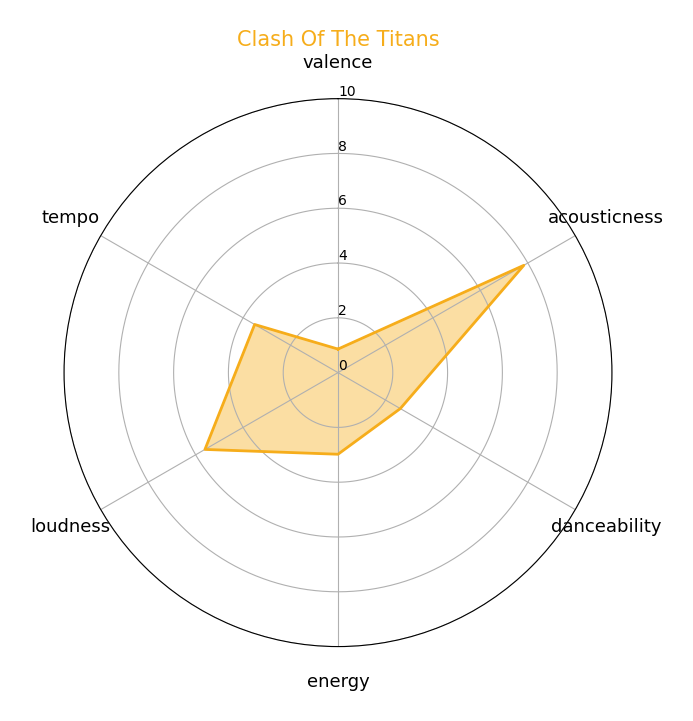 Clash Of The Titans
valence
10
8
tempo
6
acousticness
4
2
0
loudness
danceability
energy